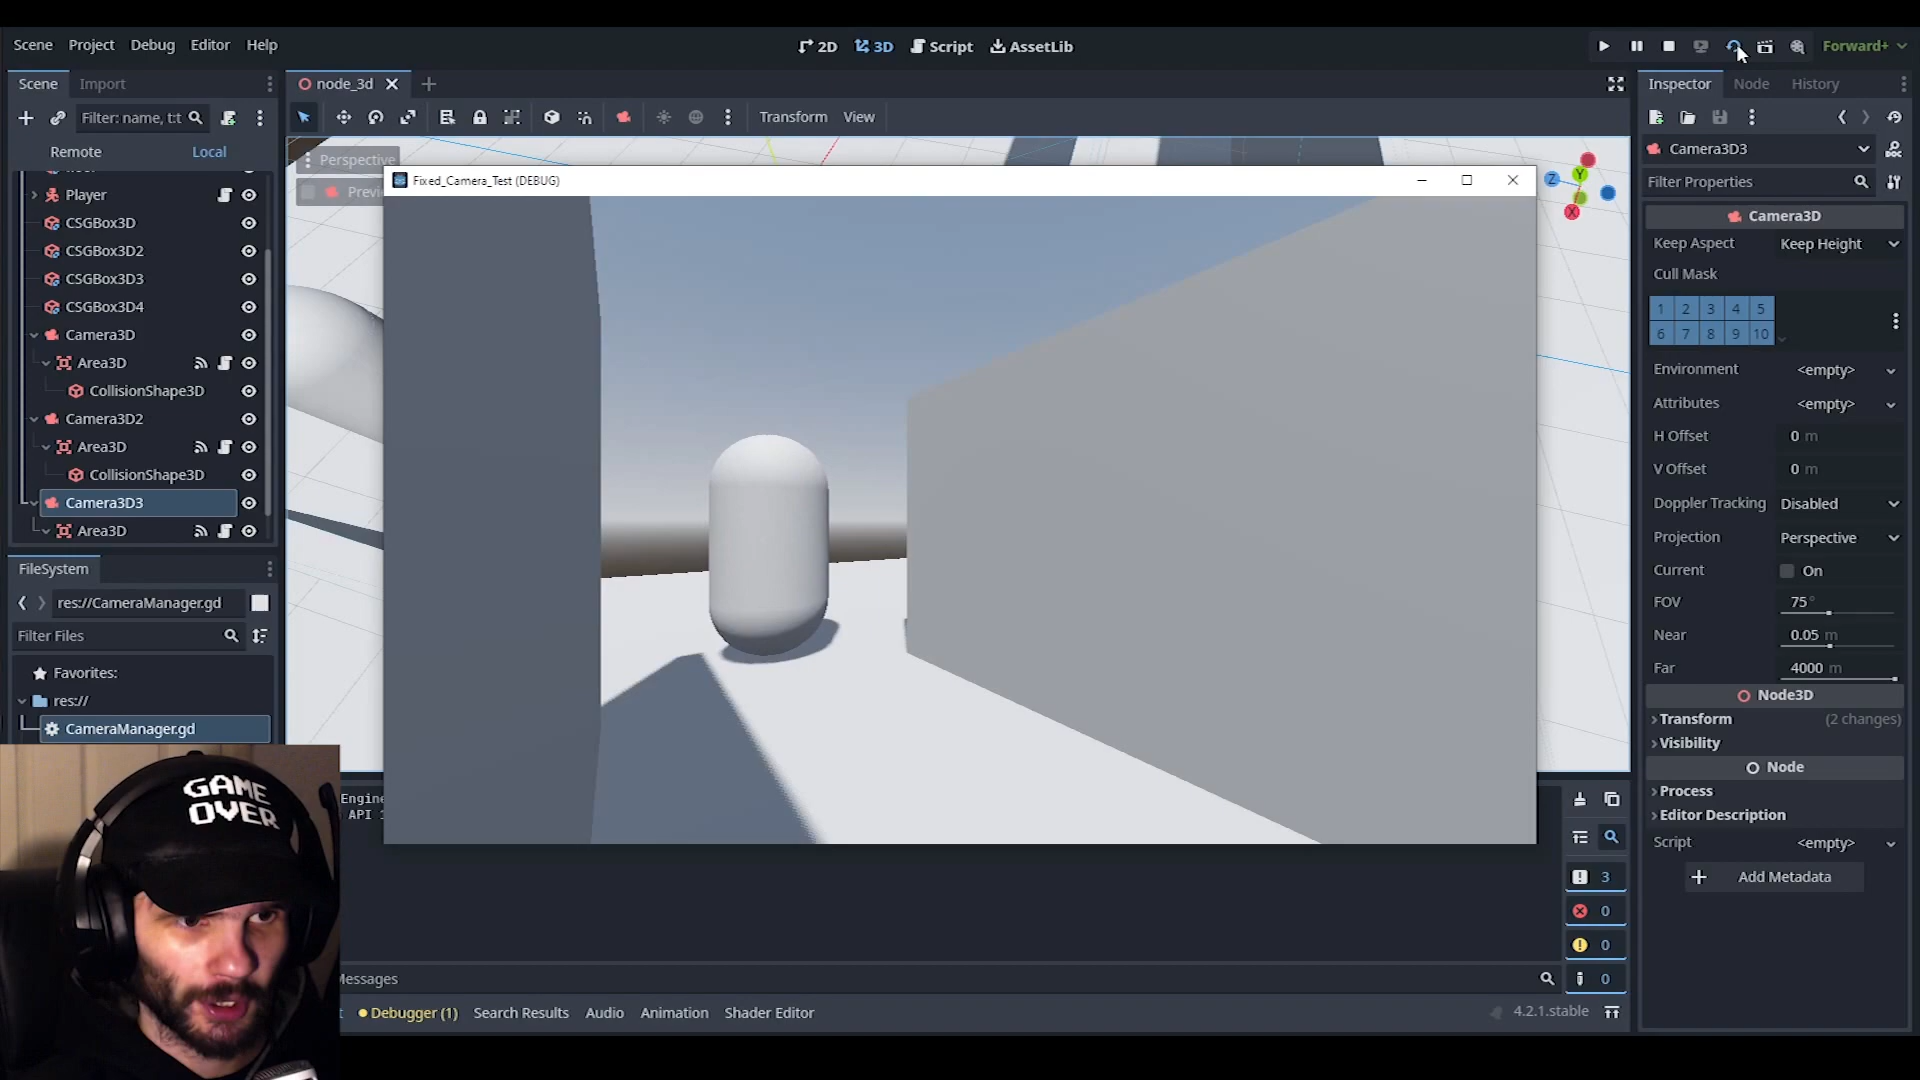 Scene Project Debug Editor Help
2D 3D Script AssetLib
Forward+
Scene Import
node_3d
Inspector Node History
Filter: name, t:t
Transform View
Remote Local
Perspective
Camera3D3
Fixed_Camera_Test (DEBUG)
Filter Properties
Player
CSGBox3D
CSGBox3D2
CSGBox3D3
CSGBox3D4
Camera3D
Area3D
CollisionShape3D
Camera3D2
Area3D
CollisionShape3D
Camera3D3
Area3D
Z Y X
Camera3D
Keep Aspect Keep Height
Cull Mask
1 2 3 4 5
6 7 8 9 10
Environment <empty>
Attributes <empty>
H Offset 0 m
V Offset 0 m
Doppler Tracking Disabled
Projection Perspective
Current On
FOV 75°
Near 0.05 m
Far 4000 m
Node3D
Transform (2 changes)
Visibility
Node
Process
Editor Description
Script <empty>
Add Metadata
FileSystem
res://CameraManager.gd
Filter Files
Favorites:
res://
CameraManager.gd
GAME
OVER
Engine
API
3
0
0
0
Messages
Debugger (1) Search Results Audio Animation Shader Editor
4.2.1.stable